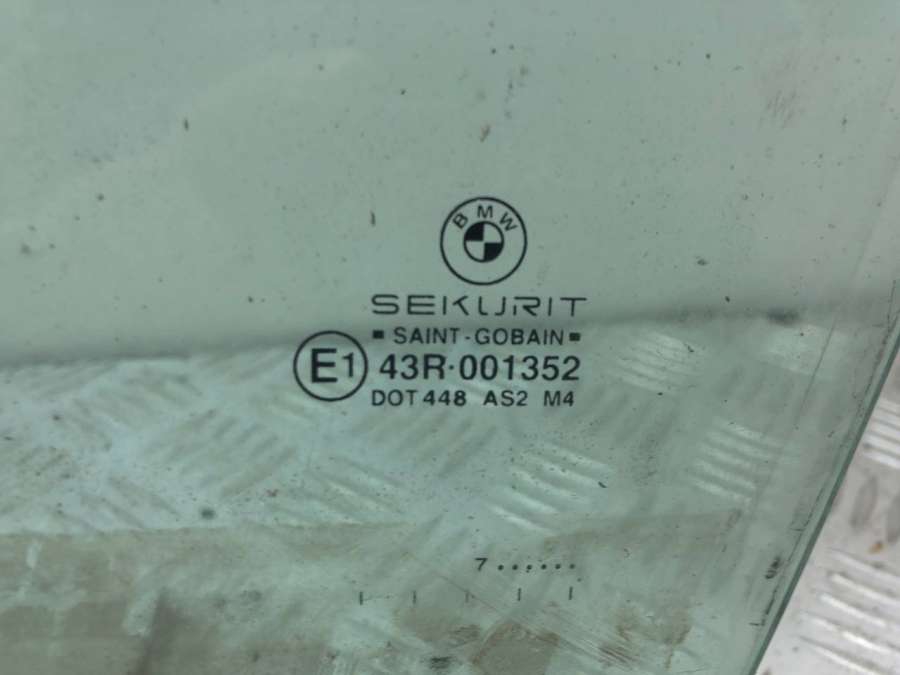 BMW
SEKURIT
SAINT-GOBAIN
E1 43R·001352
DOT 448 AS2 M4
7......